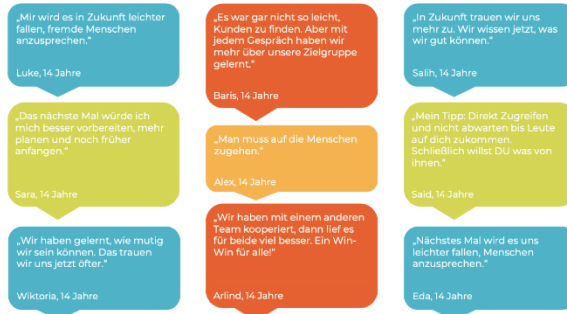 „Mir wird es in Zukunft leichter
fallen, fremde Menschen
anzusprechen.“
Luke, 14 Jahre
„Das nächste Mal würde ich
mich besser vorbereiten, mehr
planen und noch früher
anfangen.“
Sara, 14 Jahre
„Wir haben gelernt, wie mutig
wir sein können. Das trauen
wir uns jetzt öfter.“
Wiktoria, 14 Jahre
„Es war gar nicht so leicht,
Kunden zu finden. Aber mit
jedem Gespräch haben wir
mehr über unsere Zielgruppe
gelernt.“
Baris, 14 Jahre
„Man muss auf die Menschen
zugehen.“
Alex, 14 Jahre
„Wir haben mit einem anderen
Team kooperiert, dann lief es
für beide viel besser. Ein Win-
Win für alle!“
Arlind, 14 Jahre
„In Zukunft trauen wir uns
mehr zu. Wir wissen jetzt, was
wir gut können.“
Salih, 14 Jahre
„Mein Tipp: Direkt Zugreifen
und nicht abwarten bis Leute
auf dich zukommen.
Schließlich willst DU was von
ihnen.“
Said, 14 Jahre
„Nächstes Mal wird es uns
leichter fallen, Menschen
anzusprechen.“
Eda, 14 Jahre